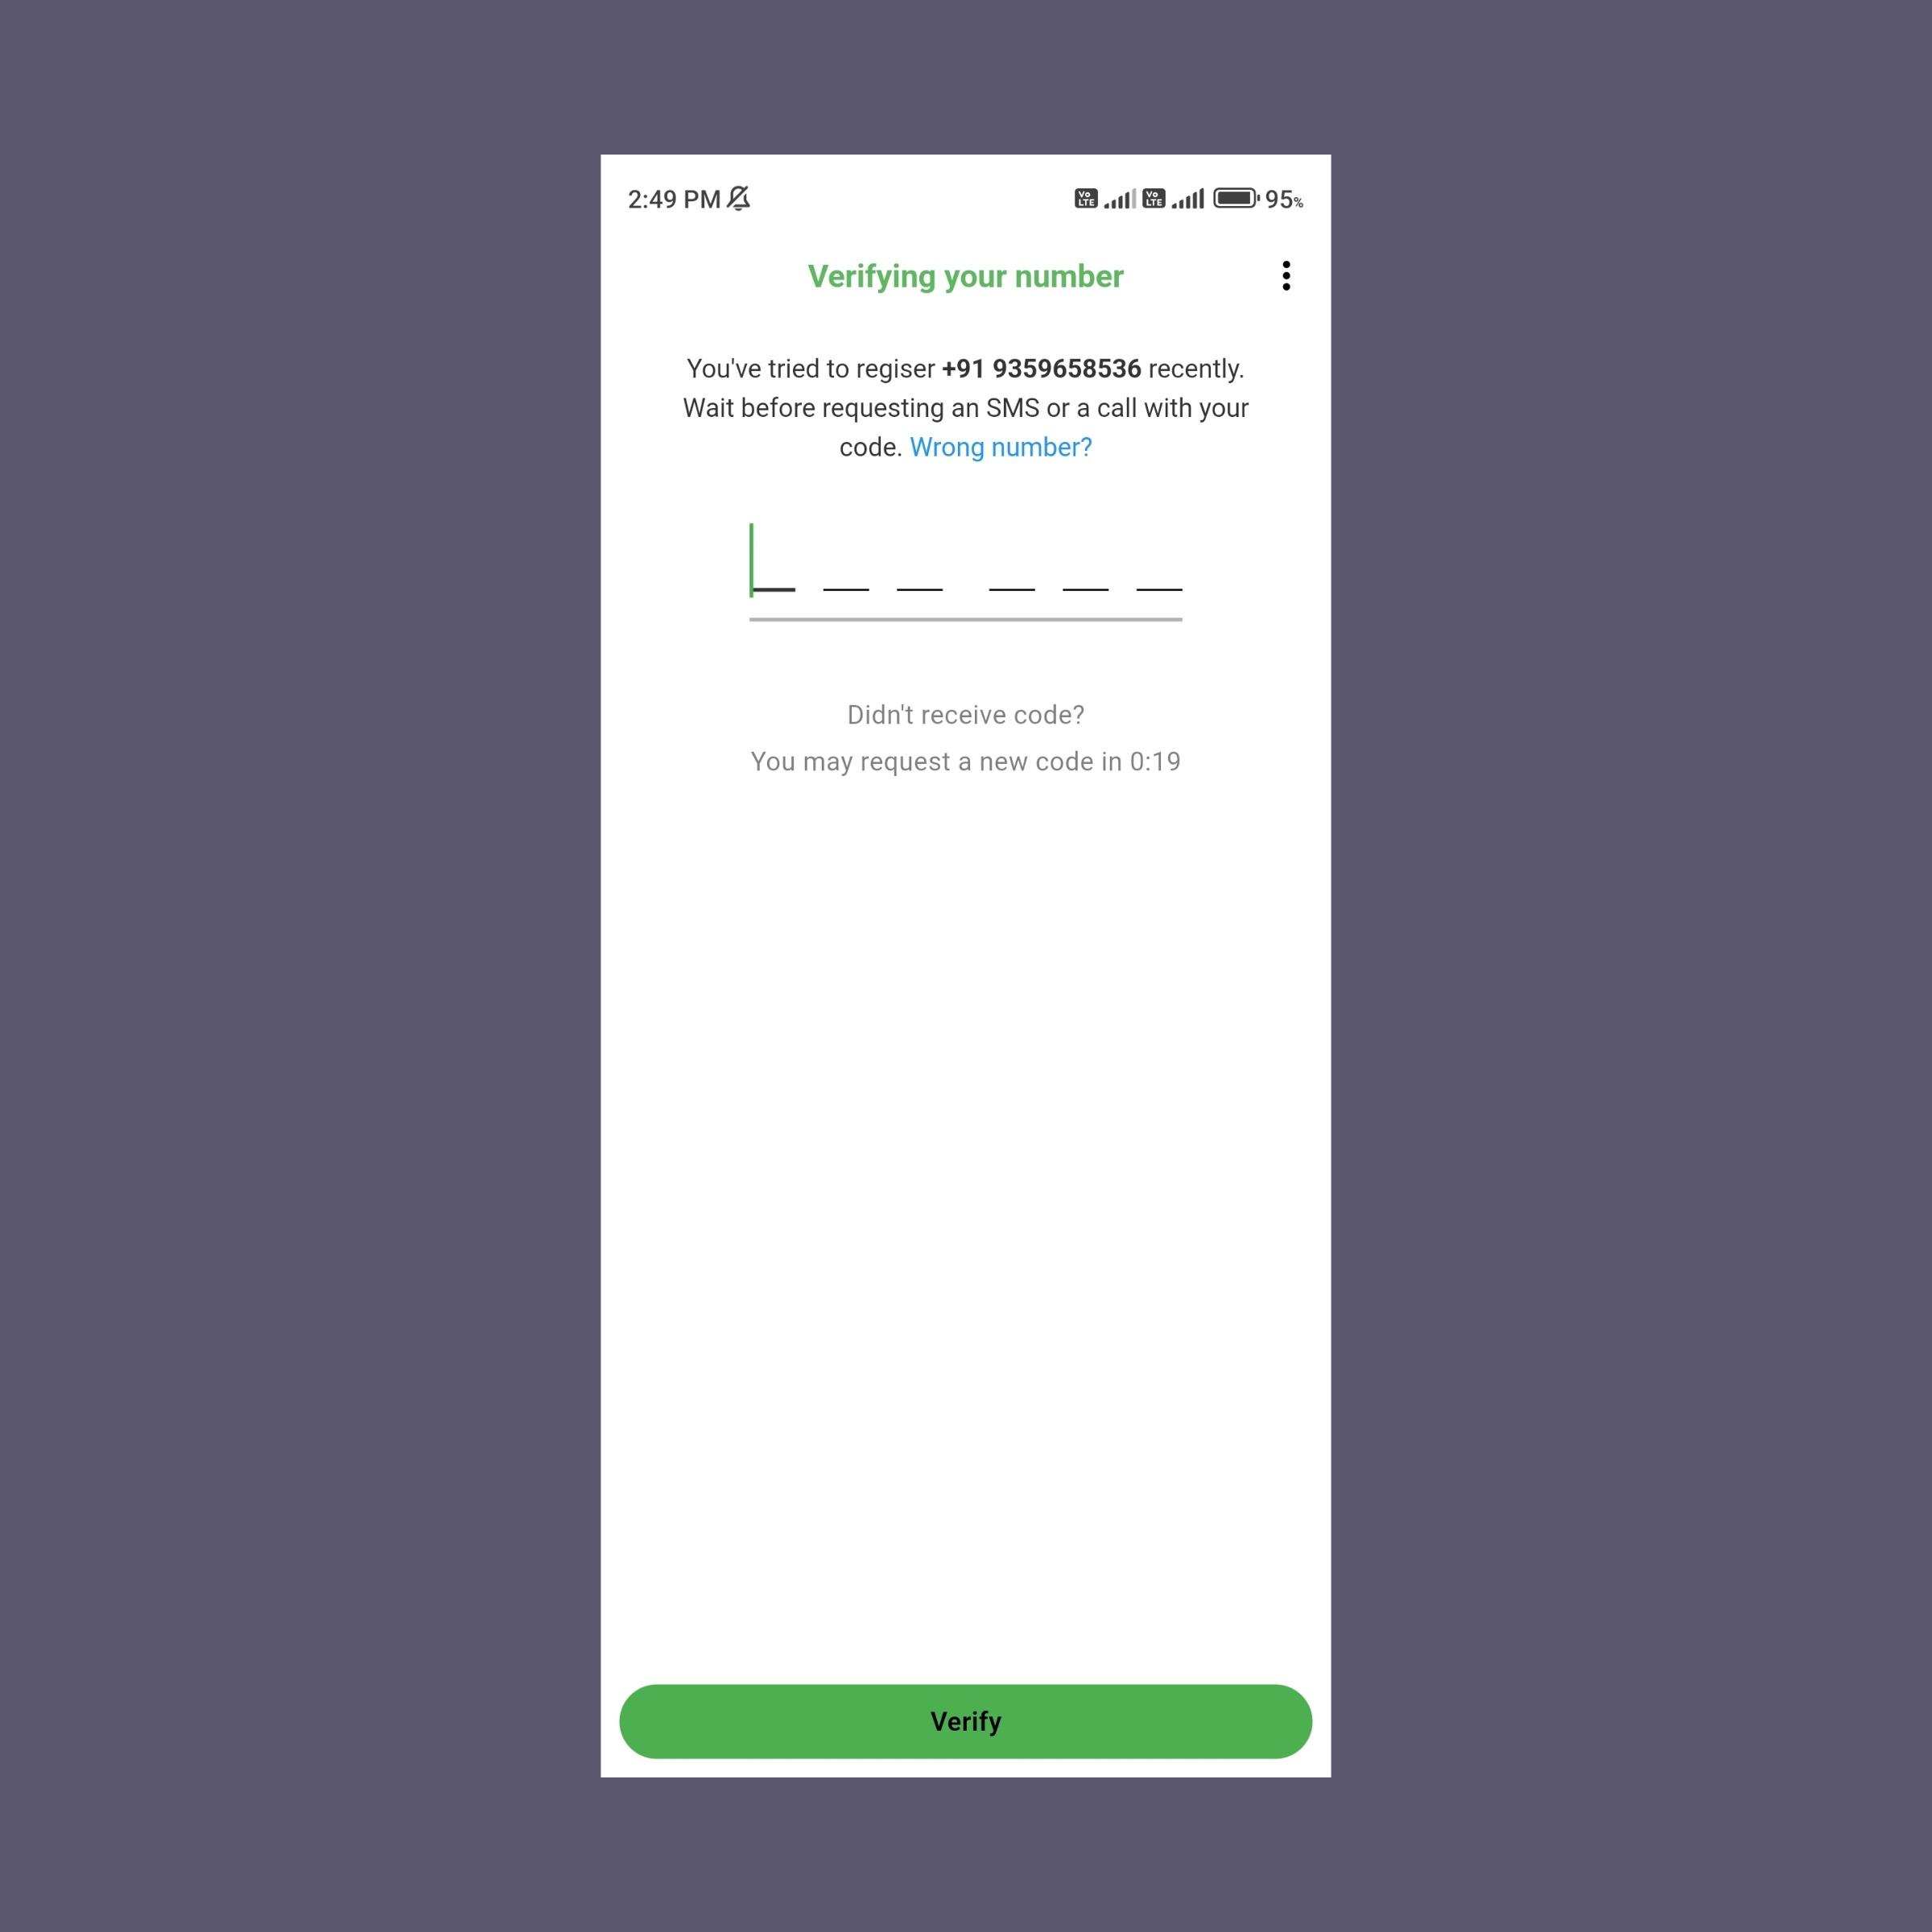 2:49 PM Vo LTE Vo LTE 95%
Verifying your number
You've tried to regiser +91 9359658536 recently.
Wait before requesting an SMS or a call with your
code. Wrong number?
Didn't receive code?
You may request a new code in 0:19
Verify